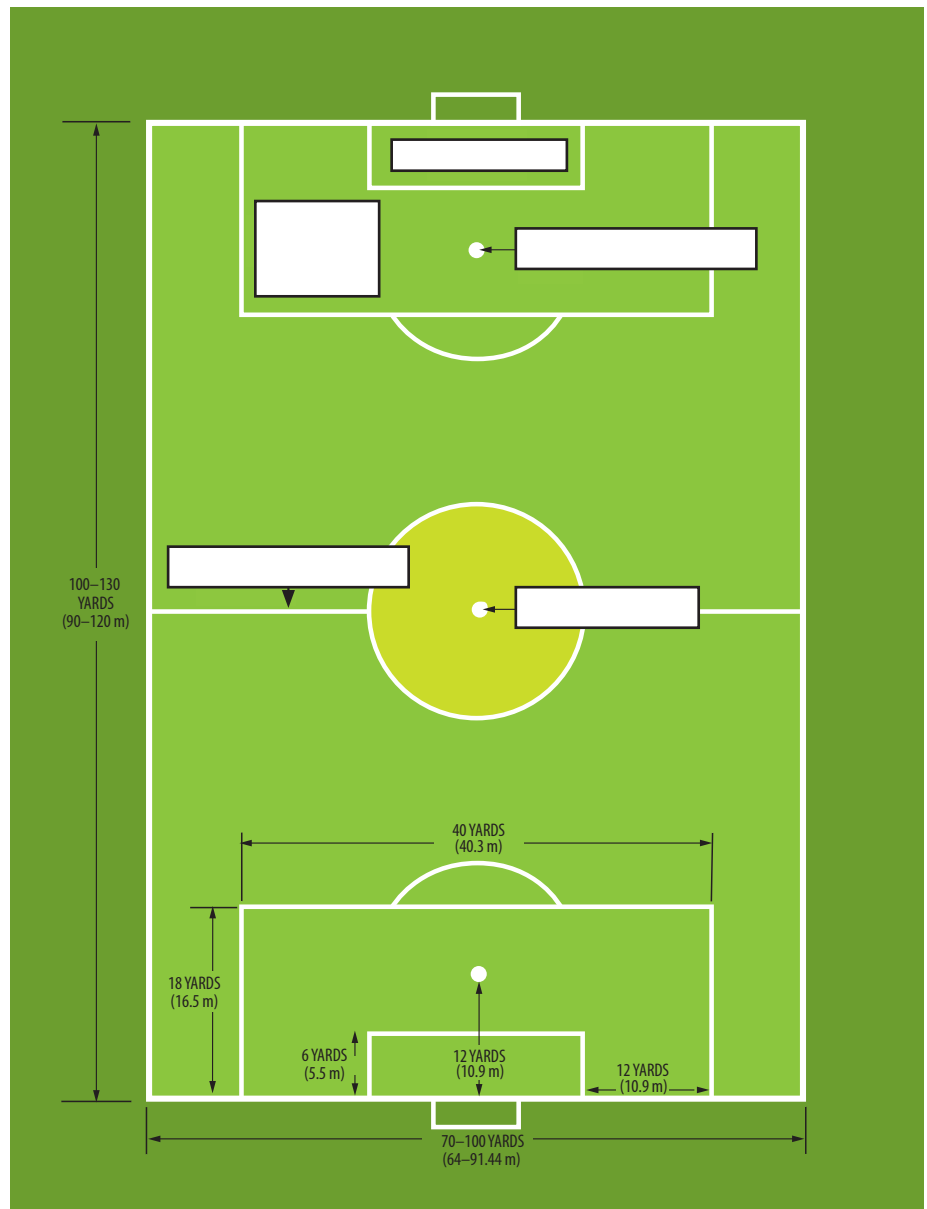 100–130
YARDS
(90–120 m)
40 YARDS
(40.3 m)
18 YARDS
(16.5 m)
6 YARDS
(5.5 m)
12 YARDS
(10.9 m)
12 YARDS
(10.9 m)
70–100 YARDS
(64–91.44 m)